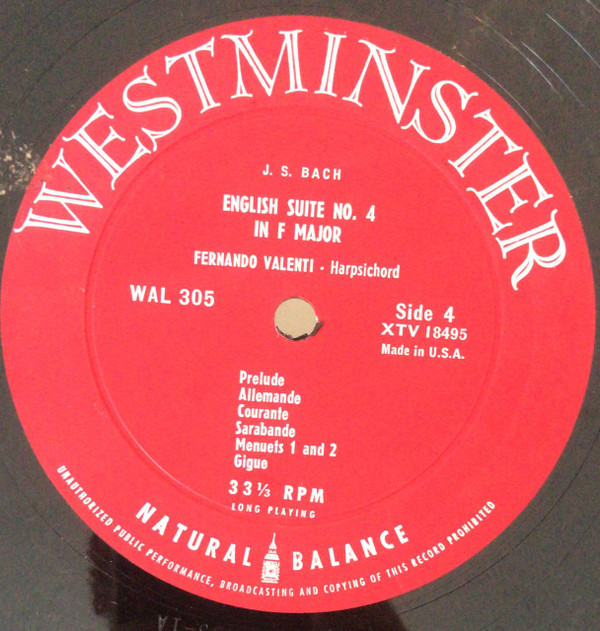 WESTMINSTER
J. S. BACH
ENGLISH SUITE NO. 4
IN F MAJOR
FERNANDO VALENTI - Harpsichord
WAL 305
Side 4
XTV 18495
Made in U.S.A.
Prelude
Allemande
Courante
Sarabande
Menuets 1 and 2
Gigue
33⅓ RPM
LONG PLAYING
NATURAL BALANCE
UNAUTHORIZED PUBLIC PERFORMANCE, BROADCASTING AND COPYING OF THIS RECORD PROHIBITED